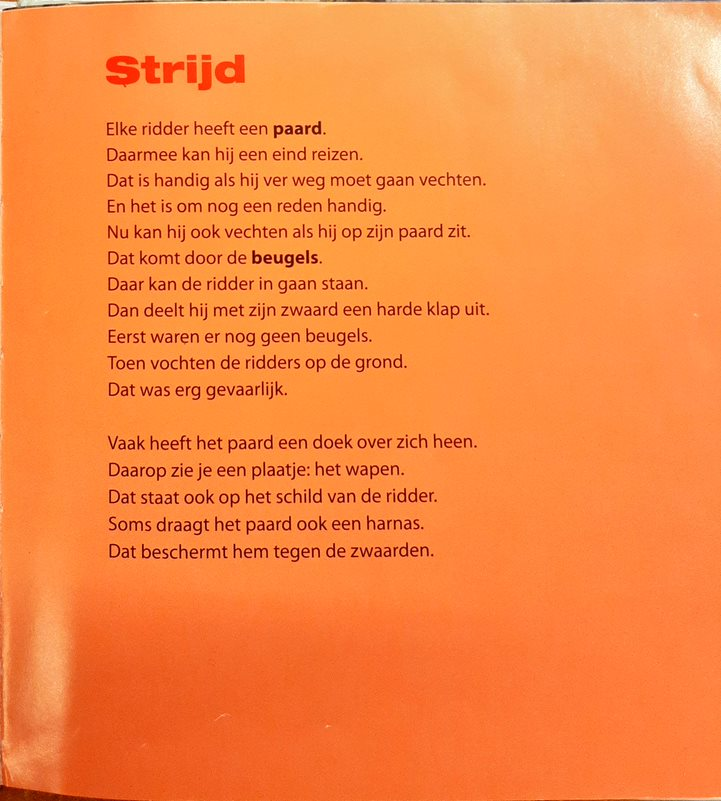 Strijd
Elke ridder heeft een paard.
Daarmee kan hij een eind reizen.
Dat is handig als hij ver weg moet gaan vechten.
En het is om nog een reden handig.
Nu kan hij ook vechten als hij op zijn paard zit.
Dat komt door de beugels.
Daar kan de ridder in gaan staan.
Dan deelt hij met zijn zwaard een harde klap uit.
Eerst waren er nog geen beugels.
Toen vochten de ridders op de grond.
Dat was erg gevaarlijk.
Vaak heeft het paard een doek over zich heen.
Daarop zie je een plaatje: het wapen.
Dat staat ook op het schild van de ridder.
Soms draagt het paard ook een harnas.
Dat beschermt hem tegen de zwaarden.